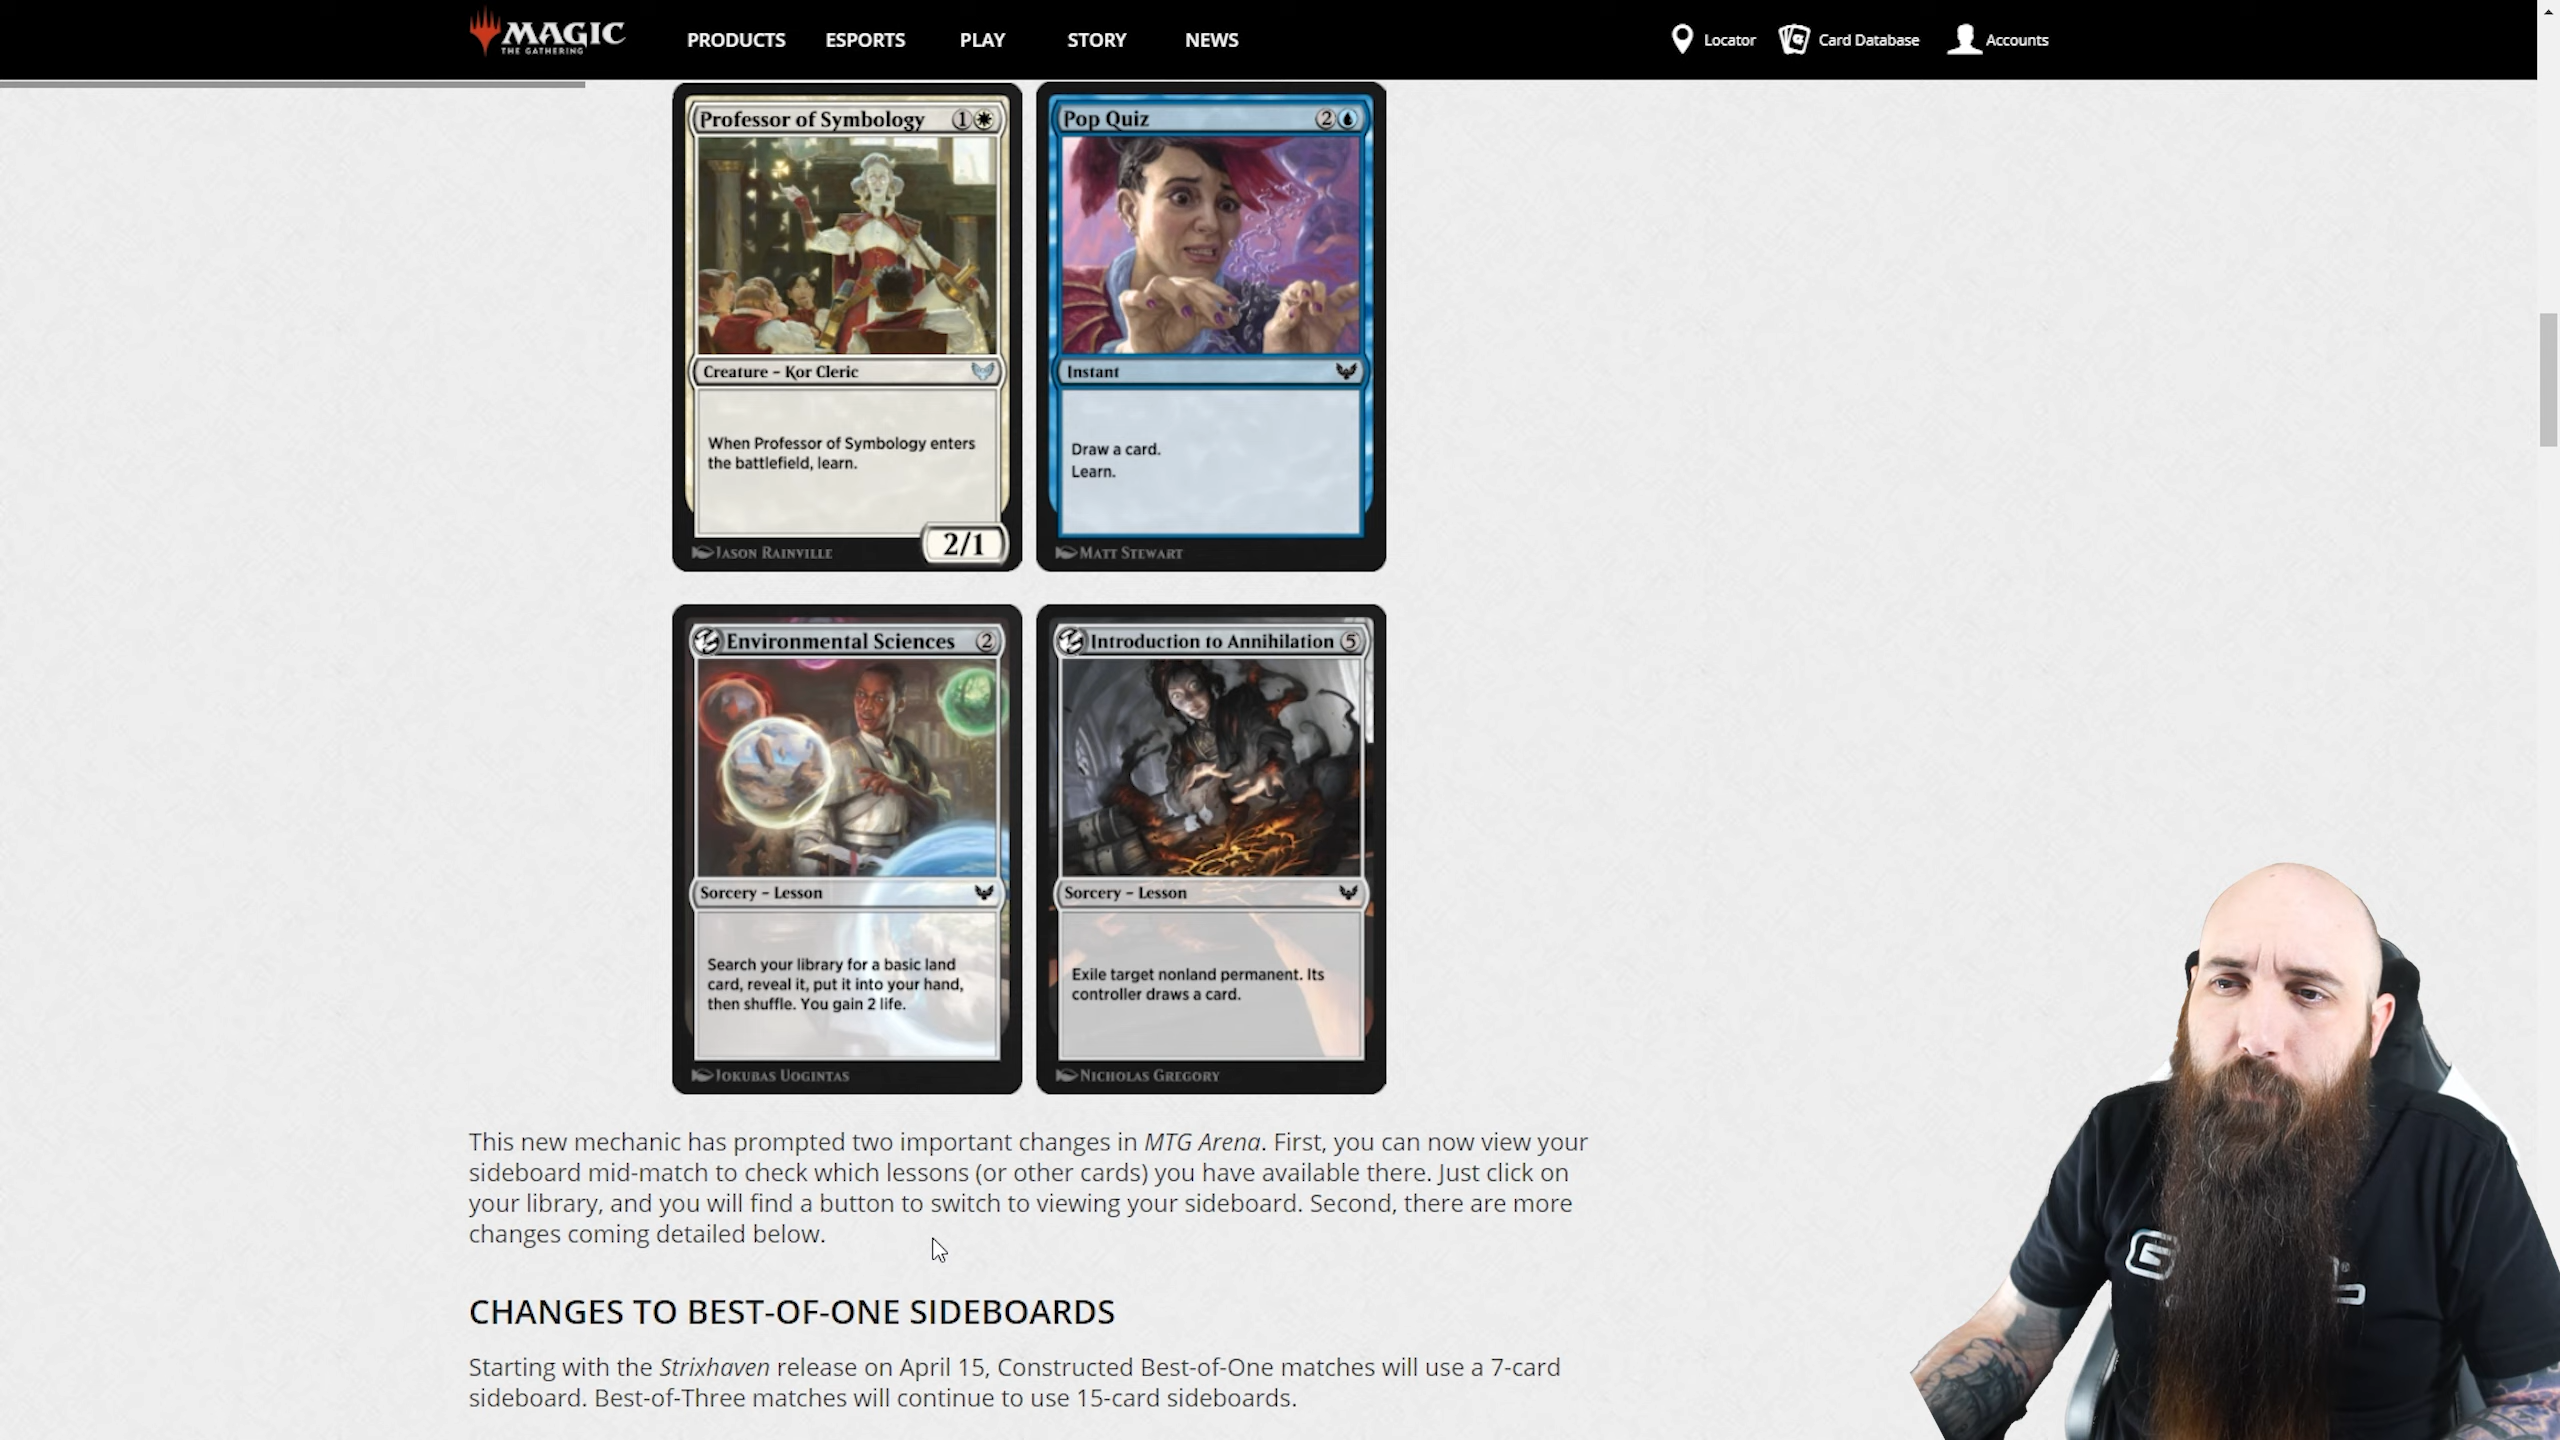 MAGIC
THE GATHERING
PRODUCTS
ESPORTS
PLAY
STORY
NEWS
Locator
Card Database
Accounts
Professor of Symbology 1
Creature – Kor Cleric
When Professor of Symbology enters
the battlefield, learn.
2/1
JASON RAINVILLE
Pop Quiz 2
Instant
Draw a card.
Learn.
MATT STEWART
Environmental Sciences 2
Sorcery – Lesson
Search your library for a basic land
card, reveal it, put it into your hand,
then shuffle. You gain 2 life.
JOKUBAS UOGINTAS
Introduction to Annihilation 5
Sorcery – Lesson
Exile target nonland permanent. Its
controller draws a card.
NICHOLAS GREGORY
This new mechanic has prompted two important changes in MTG Arena. First, you can now view your
sideboard mid-match to check which lessons (or other cards) you have available there. Just click on
your library, and you will find a button to switch to viewing your sideboard. Second, there are more
changes coming detailed below.
CHANGES TO BEST-OF-ONE SIDEBOARDS
Starting with the Strixhaven release on April 15, Constructed Best-of-One matches will use a 7-card
sideboard. Best-of-Three matches will continue to use 15-card sideboards.